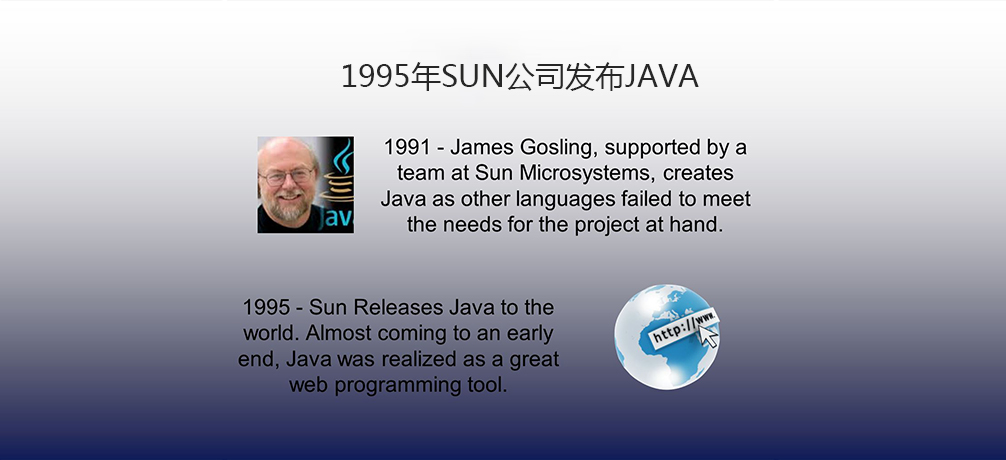 1995年SUN公司发布JAVA
1991 - James Gosling, supported by a
team at Sun Microsystems, creates
Java as other languages failed to meet
the needs for the project at hand.
Java
1995 - Sun Releases Java to the
world. Almost coming to an early
end, Java was realized as a great
web programming tool.
http://www.